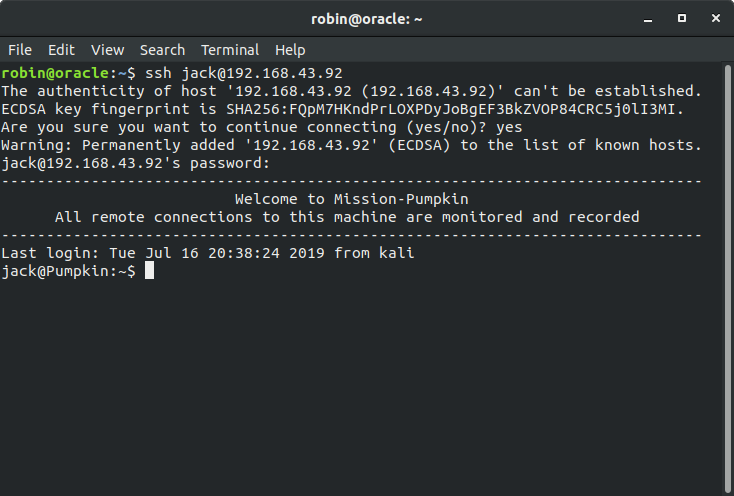 robin@oracle: ~
File Edit View Search Terminal Help
robin@oracle:~$ ssh jack@192.168.43.92
The authenticity of host '192.168.43.92 (192.168.43.92)' can't be established.
ECDSA key fingerprint is SHA256:FQpM7HKndPrLOXPDyJoBgEF3BkZVOP84CRC5j0lI3MI.
Are you sure you want to continue connecting (yes/no)? yes
Warning: Permanently added '192.168.43.92' (ECDSA) to the list of known hosts.
jack@192.168.43.92's password:
------------------------------------------------------------------------------
Welcome to Mission-Pumpkin
All remote connections to this machine are monitored and recorded
------------------------------------------------------------------------------
Last login: Tue Jul 16 20:38:24 2019 from kali
jack@Pumpkin:~$